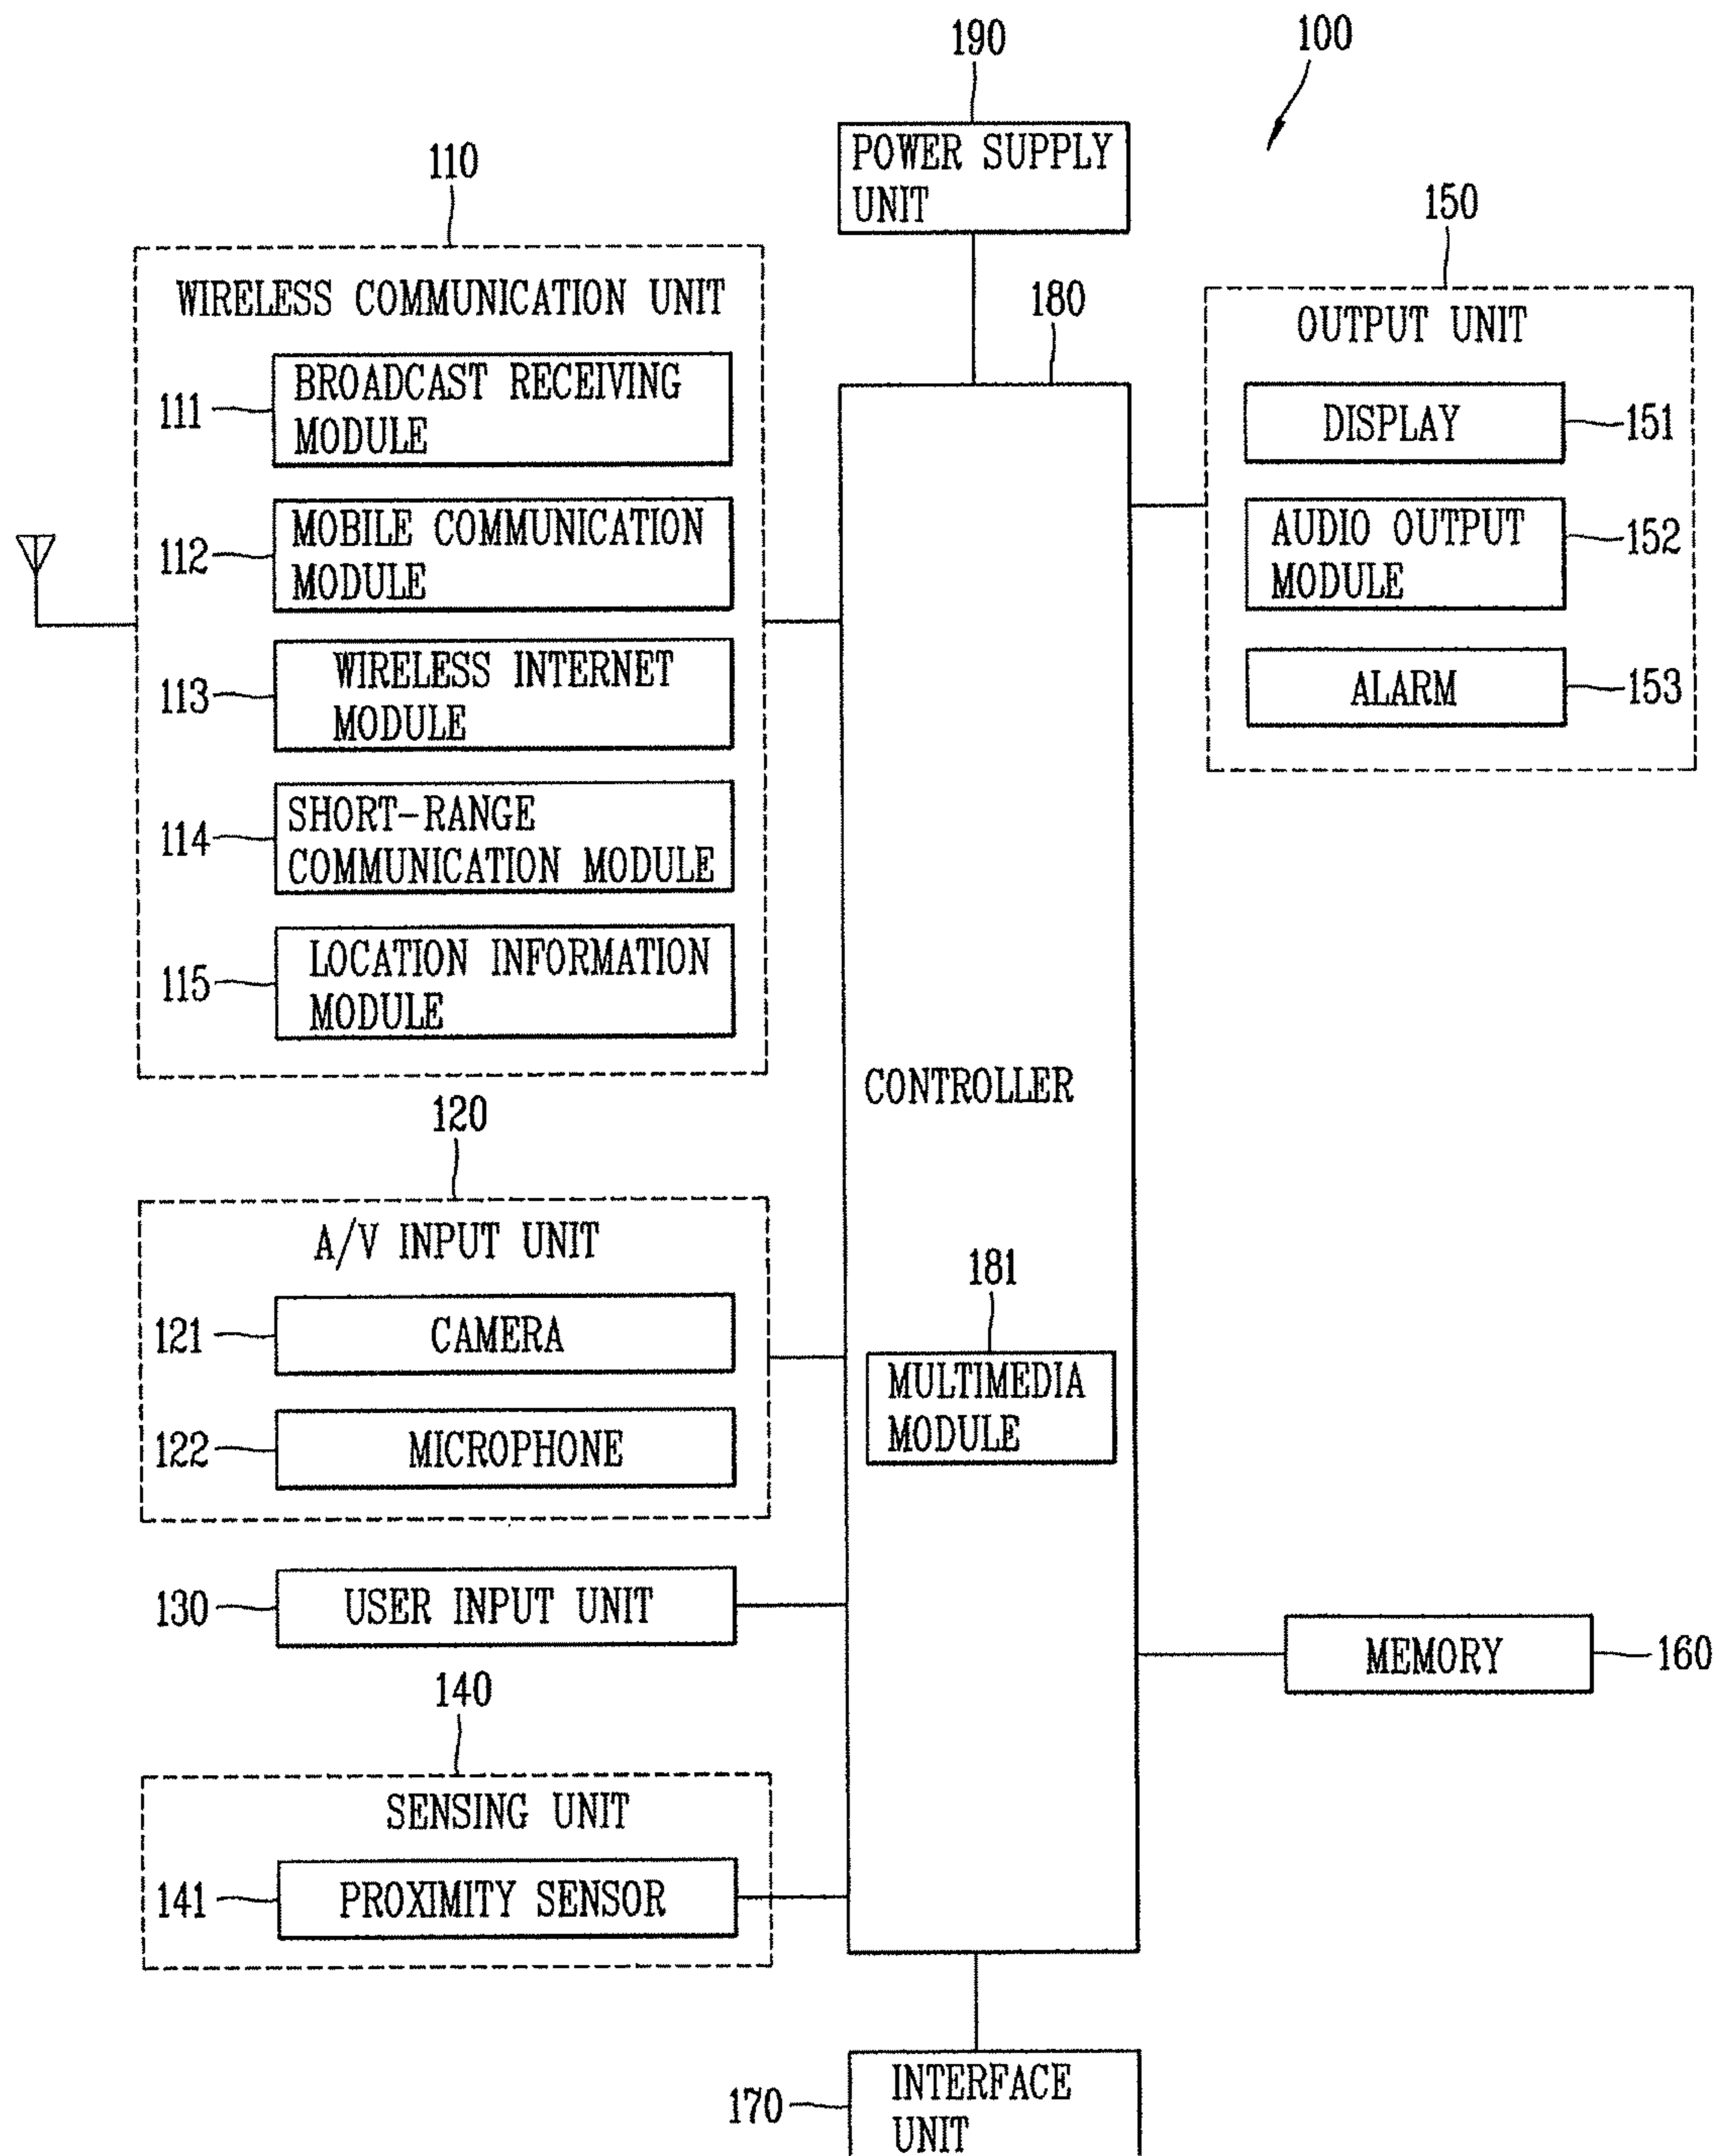 190
100
POWER SUPPLY
UNIT
110
150
WIRELESS COMMUNICATION UNIT
180
OUTPUT UNIT
111
BROADCAST RECEIVING
MODULE
DISPLAY
151
112
MOBILE COMMUNICATION
MODULE
AUDIO OUTPUT
MODULE
152
113
WIRELESS INTERNET
MODULE
ALARM
153
114
SHORT-RANGE
COMMUNICATION MODULE
115
LOCATION INFORMATION
MODULE
CONTROLLER
120
A/V INPUT UNIT
181
121
CAMERA
MULTIMEDIA
MODULE
122
MICROPHONE
130
USER INPUT UNIT
MEMORY
160
140
SENSING UNIT
141
PROXIMITY SENSOR
170
INTERFACE
UNIT